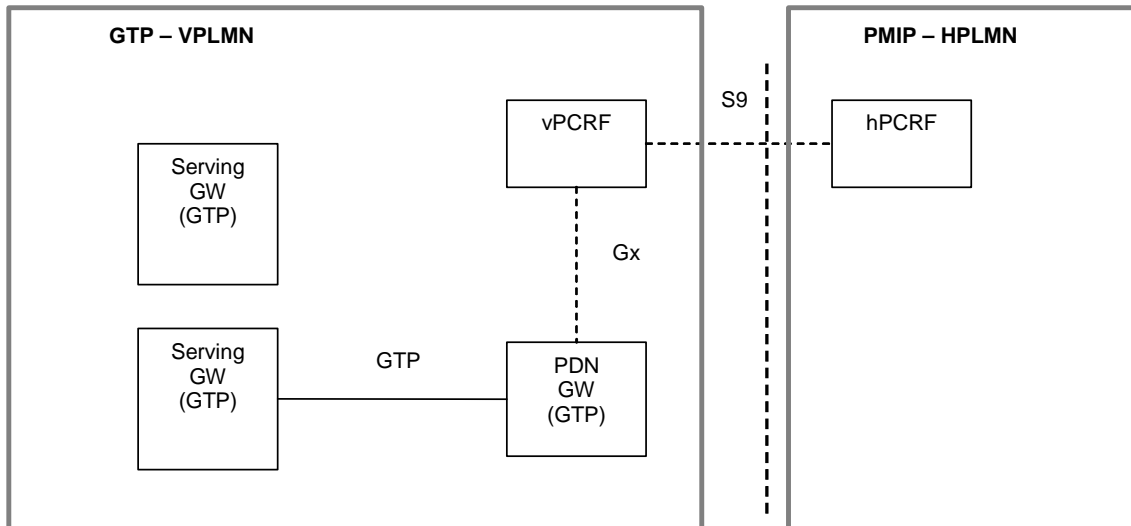 GTP – VPLMN
PMIP – HPLMN
S9
vPCRF
hPCRF
Serving
GW
(GTP)
Gx
Serving
GW
(GTP)
GTP
PDN
GW
(GTP)